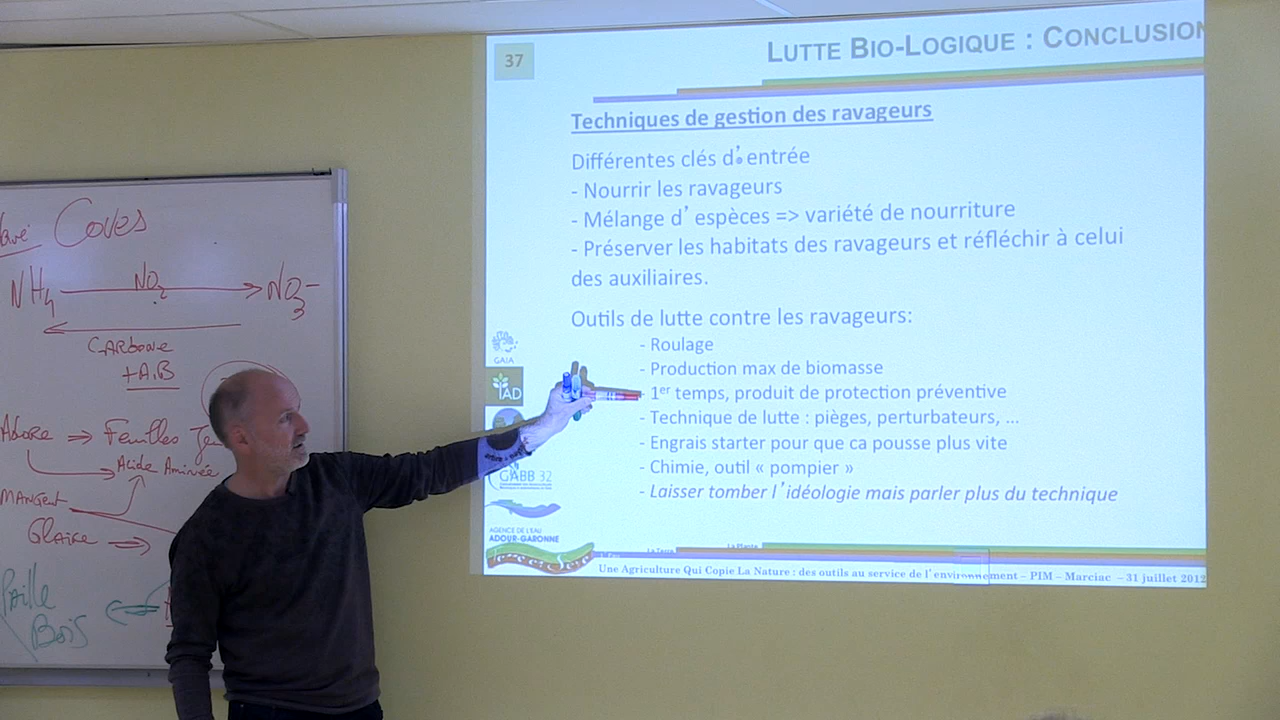 37
LUTTE BIO-LOGIQUE : CONCLUSION
Techniques de gestion des ravageurs
Différentes clés d'entrée
- Nourrir les ravageurs
- Mélange d' espèces => variété de nourriture
- Préserver les habitats des ravageurs et réfléchir à celui
des auxiliaires.
Outils de lutte contre les ravageurs:
- Roulage
- Production max de biomasse
- 1er temps, produit de protection préventive
- Technique de lutte : pièges, perturbateurs, ...
- Engrais starter pour que ca pousse plus vite
- Chimie, outil « pompier »
- Laisser tomber l'idéologie mais parler plus du technique
GAIA
IAD
GABB 32
AGENCE DE L'EAU
ADOUR-GARONNE
La Plante
Une Agriculture Qui Copie La Nature : des outils au service de l'environnement – PIM – Marciac – 31 juillet 2012
NH4 NO2 NO3-
CARBONE
+A.B
ADORE => Feuilles
Acide Aminée
MANGENT
Glaire =>
Paille
Bois